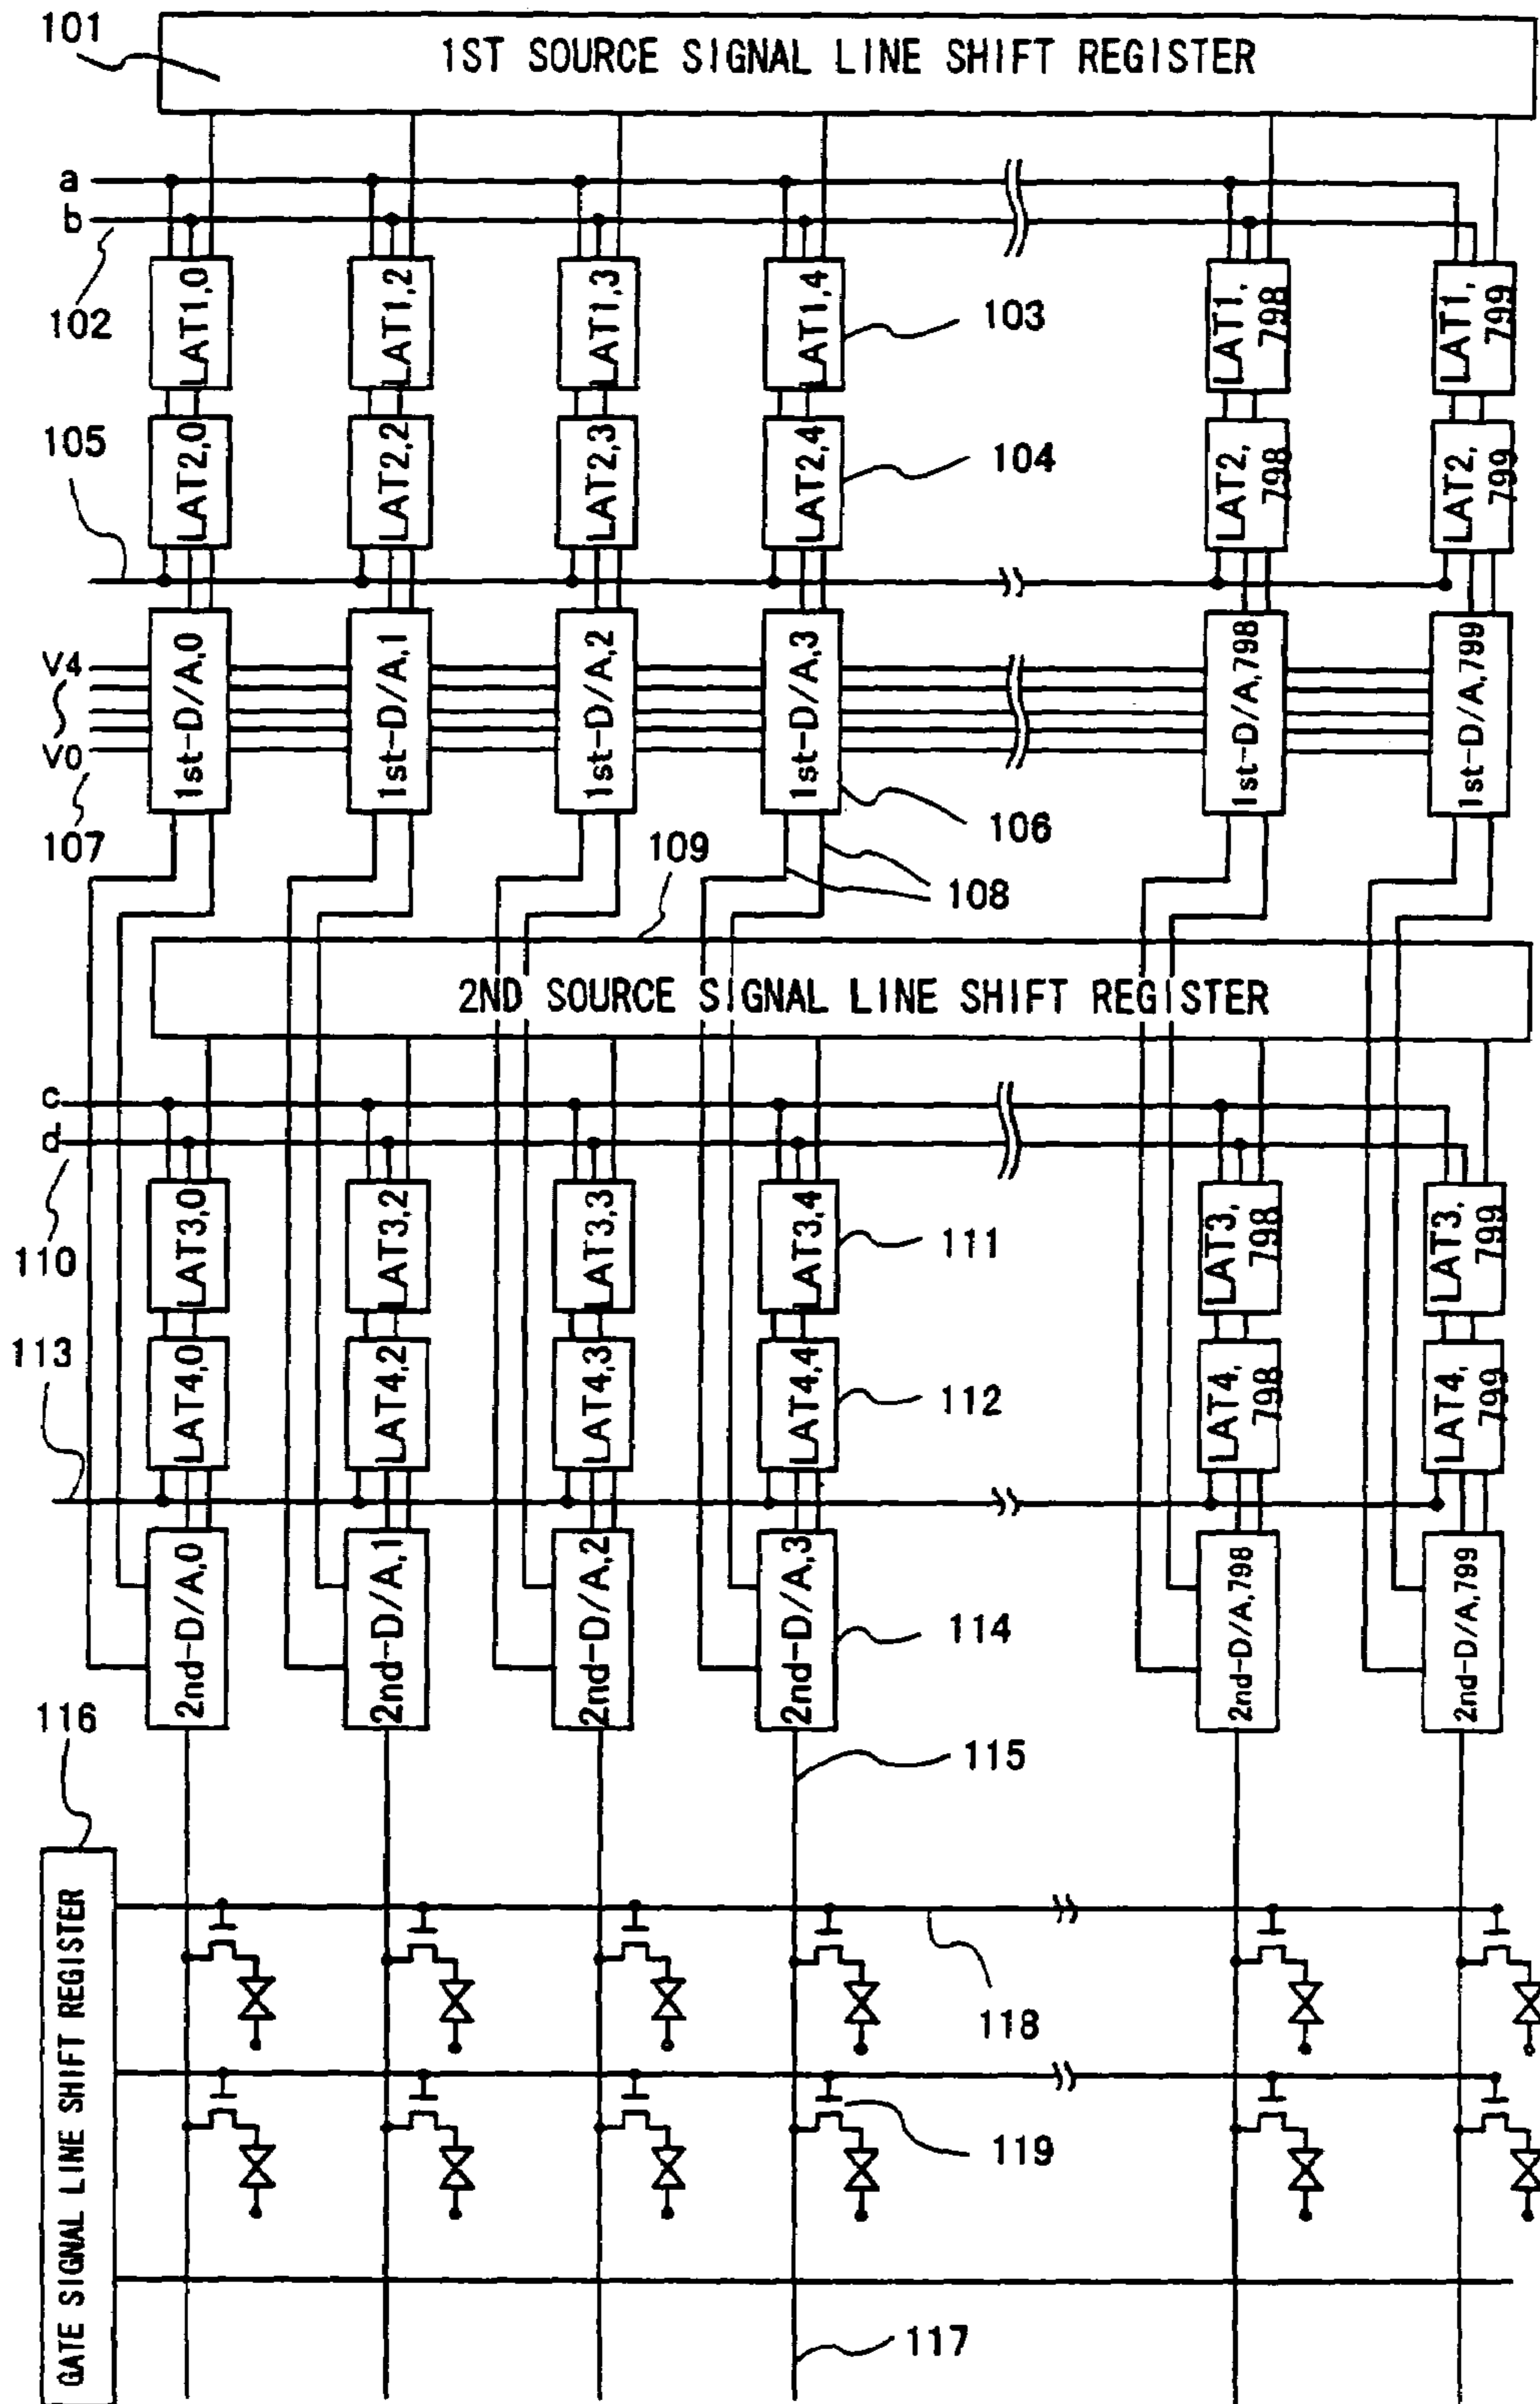 101
1ST SOURCE SIGNAL LINE SHIFT REGISTER
a
b
102
LAT1,0
LAT1,2
LAT1,3
LAT1,4
103
LAT1, 798
LAT1, 799
105
LAT2,0
LAT2,2
LAT2,3
LAT2,4
104
LAT2, 798
LAT2, 799
V4
V0
107
1st-D/A,0
1st-D/A,1
1st-D/A,2
1st-D/A,3
106
1st-D/A,798
1st-D/A,799
108
109
2ND SOURCE SIGNAL LINE SHIFT REGISTER
c
d
110
LAT3,0
LAT3,2
LAT3,3
LAT3,4
111
LAT3, 798
LAT3, 799
113
LAT4,0
LAT4,2
LAT4,3
LAT4,4
112
LAT4, 798
LAT4, 799
2nd-D/A,0
2nd-D/A,1
2nd-D/A,2
2nd-D/A,3
114
2nd-D/A,798
2nd-D/A,799
116
115
GATE SIGNAL LINE SHIFT REGISTER
118
119
117